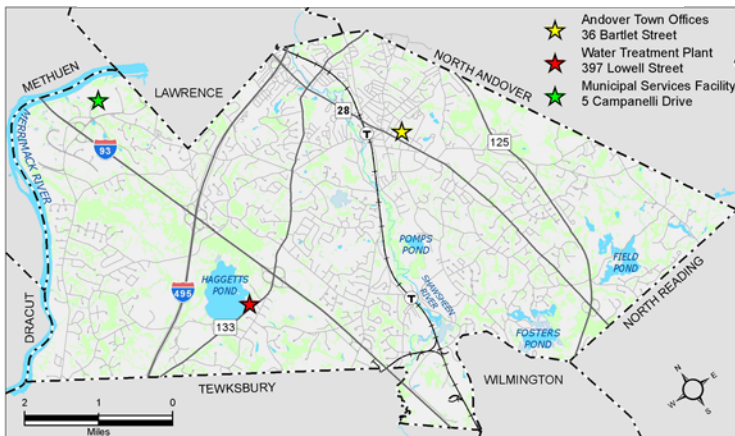 Andover Town Offices
36 Bartlet Street
Water Treatment Plant
397 Lowell Street
Municipal Services Facility
5 Campanelli Drive
METHUEN
LAWRENCE
NORTH ANDOVER
MERRIMACK RIVER
28
T
125
93
POMPS
POND
FIELD
POND
HAGGETTS
POND
SHAWSHEEN
RIVER
495
T
133
FOSTERS
POND
NORTH READING
DRACUT
TEWKSBURY
WILMINGTON
N
E
W
S
2 1 0
Miles